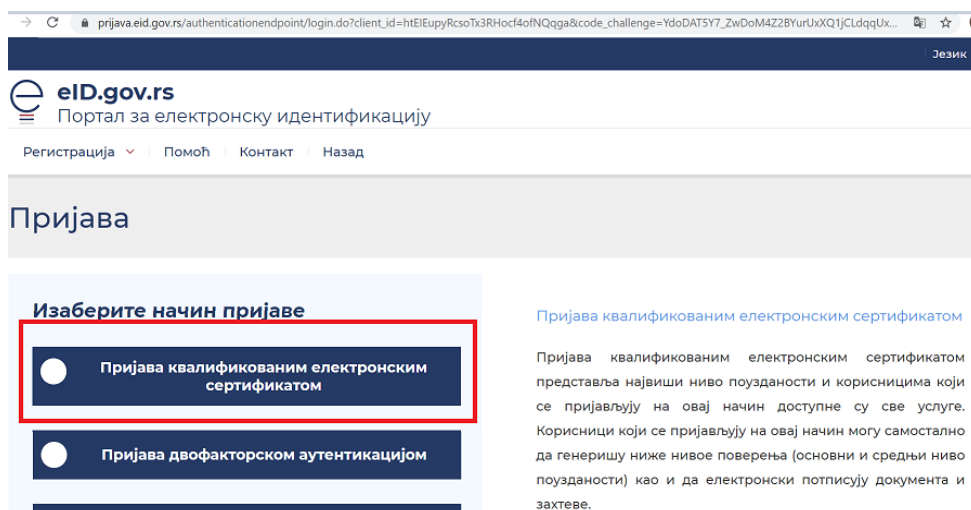 prijava.eid.gov.rs/authenticationendpoint/login.do?client_id=htElEupyRcsoTx3RHocf4ofNQqga&code_challenge=YdoDAT5Y7_ZwDoM4Z2BYurUxXQ1jCLdqqUx...
Језик
eID.gov.rs
Портал за електронску идентификацију
Регистрација
Помоћ
Контакт
Назад
Пријава
Изаберите начин пријаве
Пријава квалификованим електронским
сертификатом
Пријава двофакторском аутентикацијом
Пријава квалификованим електронским сертификатом
Пријава квалификованим електронским сертификатом
представља највиши ниво поузданости и корисницима који
се пријављују на овај начин доступне су све услуге.
Корисници који се пријављују на овај начин могу самостално
да генеришу ниже нивое поверења (основни и средњи ниво
поузданости) као и да електронски потписују документа и
захтеве.